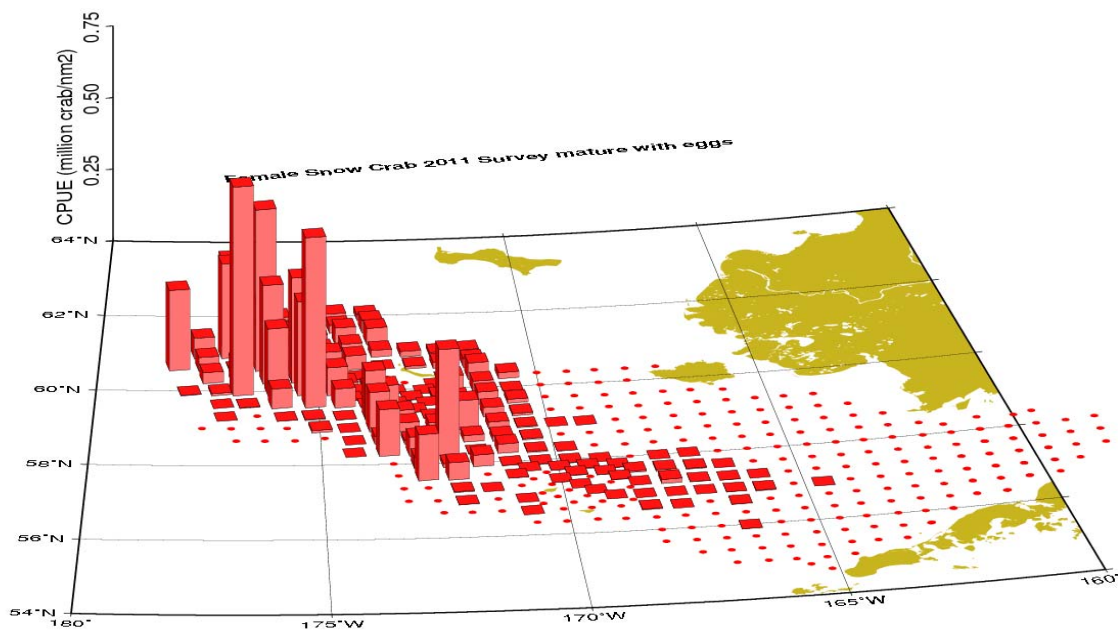 0.75
0.50
0.25
CPUE (million crab/nm2)
Female Snow Crab 2011 Survey mature with eggs
64°N
62°N
60°N
58°N
56°N
54°N
180°
175°W
170°W
165°W
160°